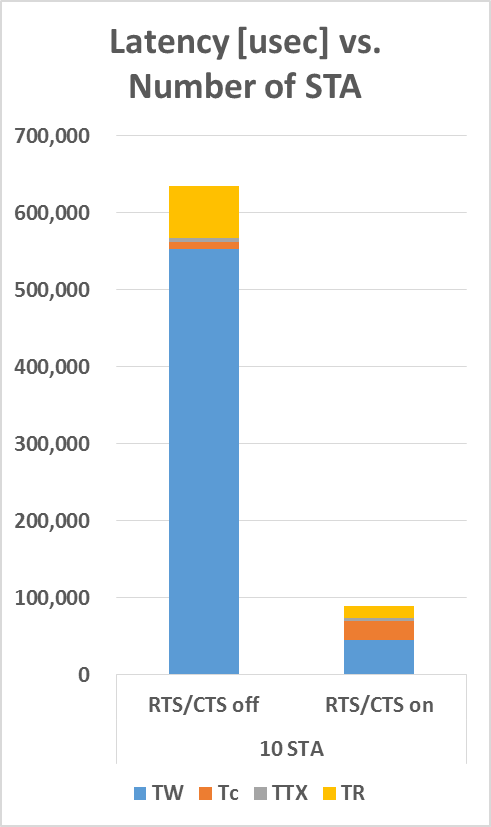 Latency [usec] vs.
Number of STA
700,000
600,000
500,000
400,000
300,000
200,000
100,000
0
RTS/CTS off RTS/CTS on
10 STA
TW Tc TTX TR